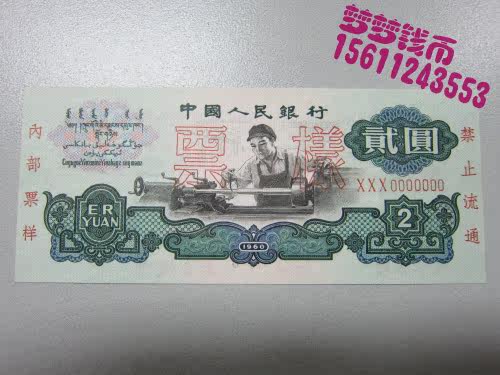 梦梦钱币
15611243553
中國人民銀行
票樣
貳圓
內部票样
禁止流通
XXX0000000
ER
YUAN
2
1960